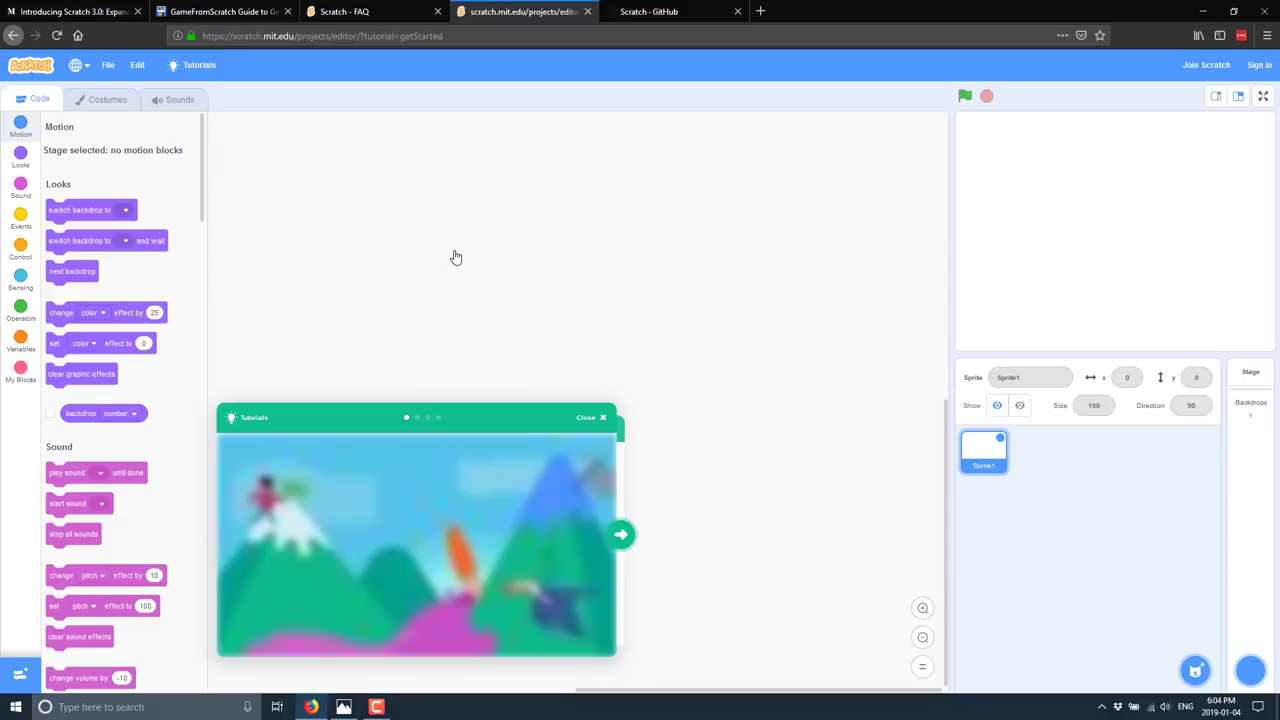 Introducing Scratch 3.0: Expan
GameFromScratch Guide to Ge
Scratch - FAQ
scratch.mit.edu/projects/edito
Scratch · GitHub
https://scratch.mit.edu/projects/editor/?tutorial=getStarted
SCRATCH
File
Edit
Tutorials
Join Scratch
Sign in
Code
Costumes
Sounds
Motion
Looks
Sound
Events
Control
Sensing
Operators
Variables
My Blocks
Motion
Stage selected: no motion blocks
Looks
switch backdrop to
switch backdrop to and wait
next backdrop
change color effect by 25
set color effect to 0
clear graphic effects
backdrop number
Sound
play sound until done
start sound
stop all sounds
change pitch effect by 10
set pitch effect to 100
clear sound effects
change volume by -10
Tutorials
Close
Sprite Sprite1 x 0 y 0
Show Size 100 Direction 90
Sprite1
Stage
Backdrops
1
Type here to search
ENG
6:04 PM
2019-01-04